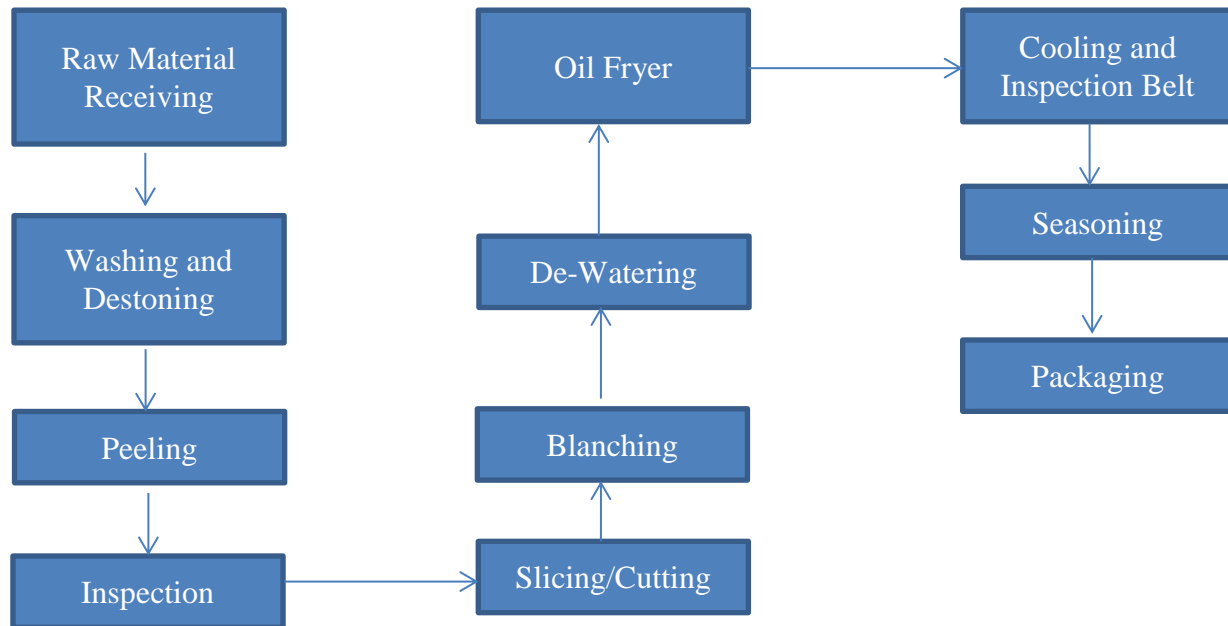 Raw Material
Receiving
Washing and
Destoning
Peeling
Inspection
Slicing/Cutting
Blanching
De-Watering
Oil Fryer
Cooling and
Inspection Belt
Seasoning
Packaging